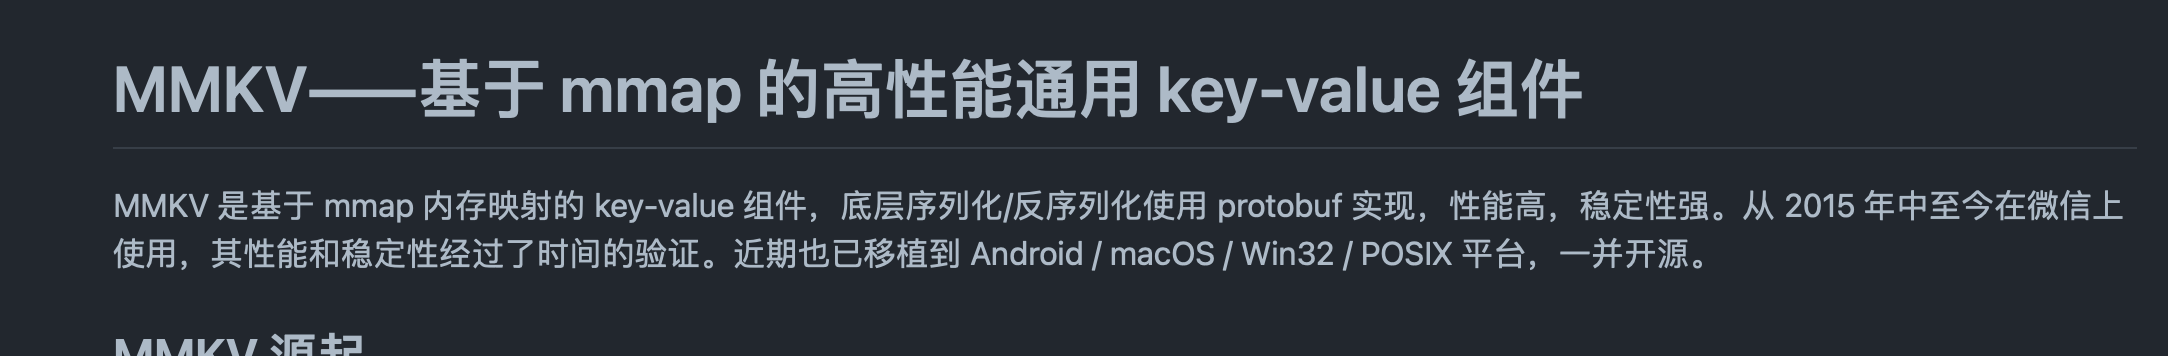 MMKV——基于 mmap 的高性能通用 key-value 组件
MMKV 是基于 mmap 内存映射的 key-value 组件，底层序列化/反序列化使用 protobuf 实现，性能高，稳定性强。从 2015 年中至今在微信上
使用，其性能和稳定性经过了时间的验证。近期也已移植到 Android / macOS / Win32 / POSIX 平台，一并开源。
MMKV 源起